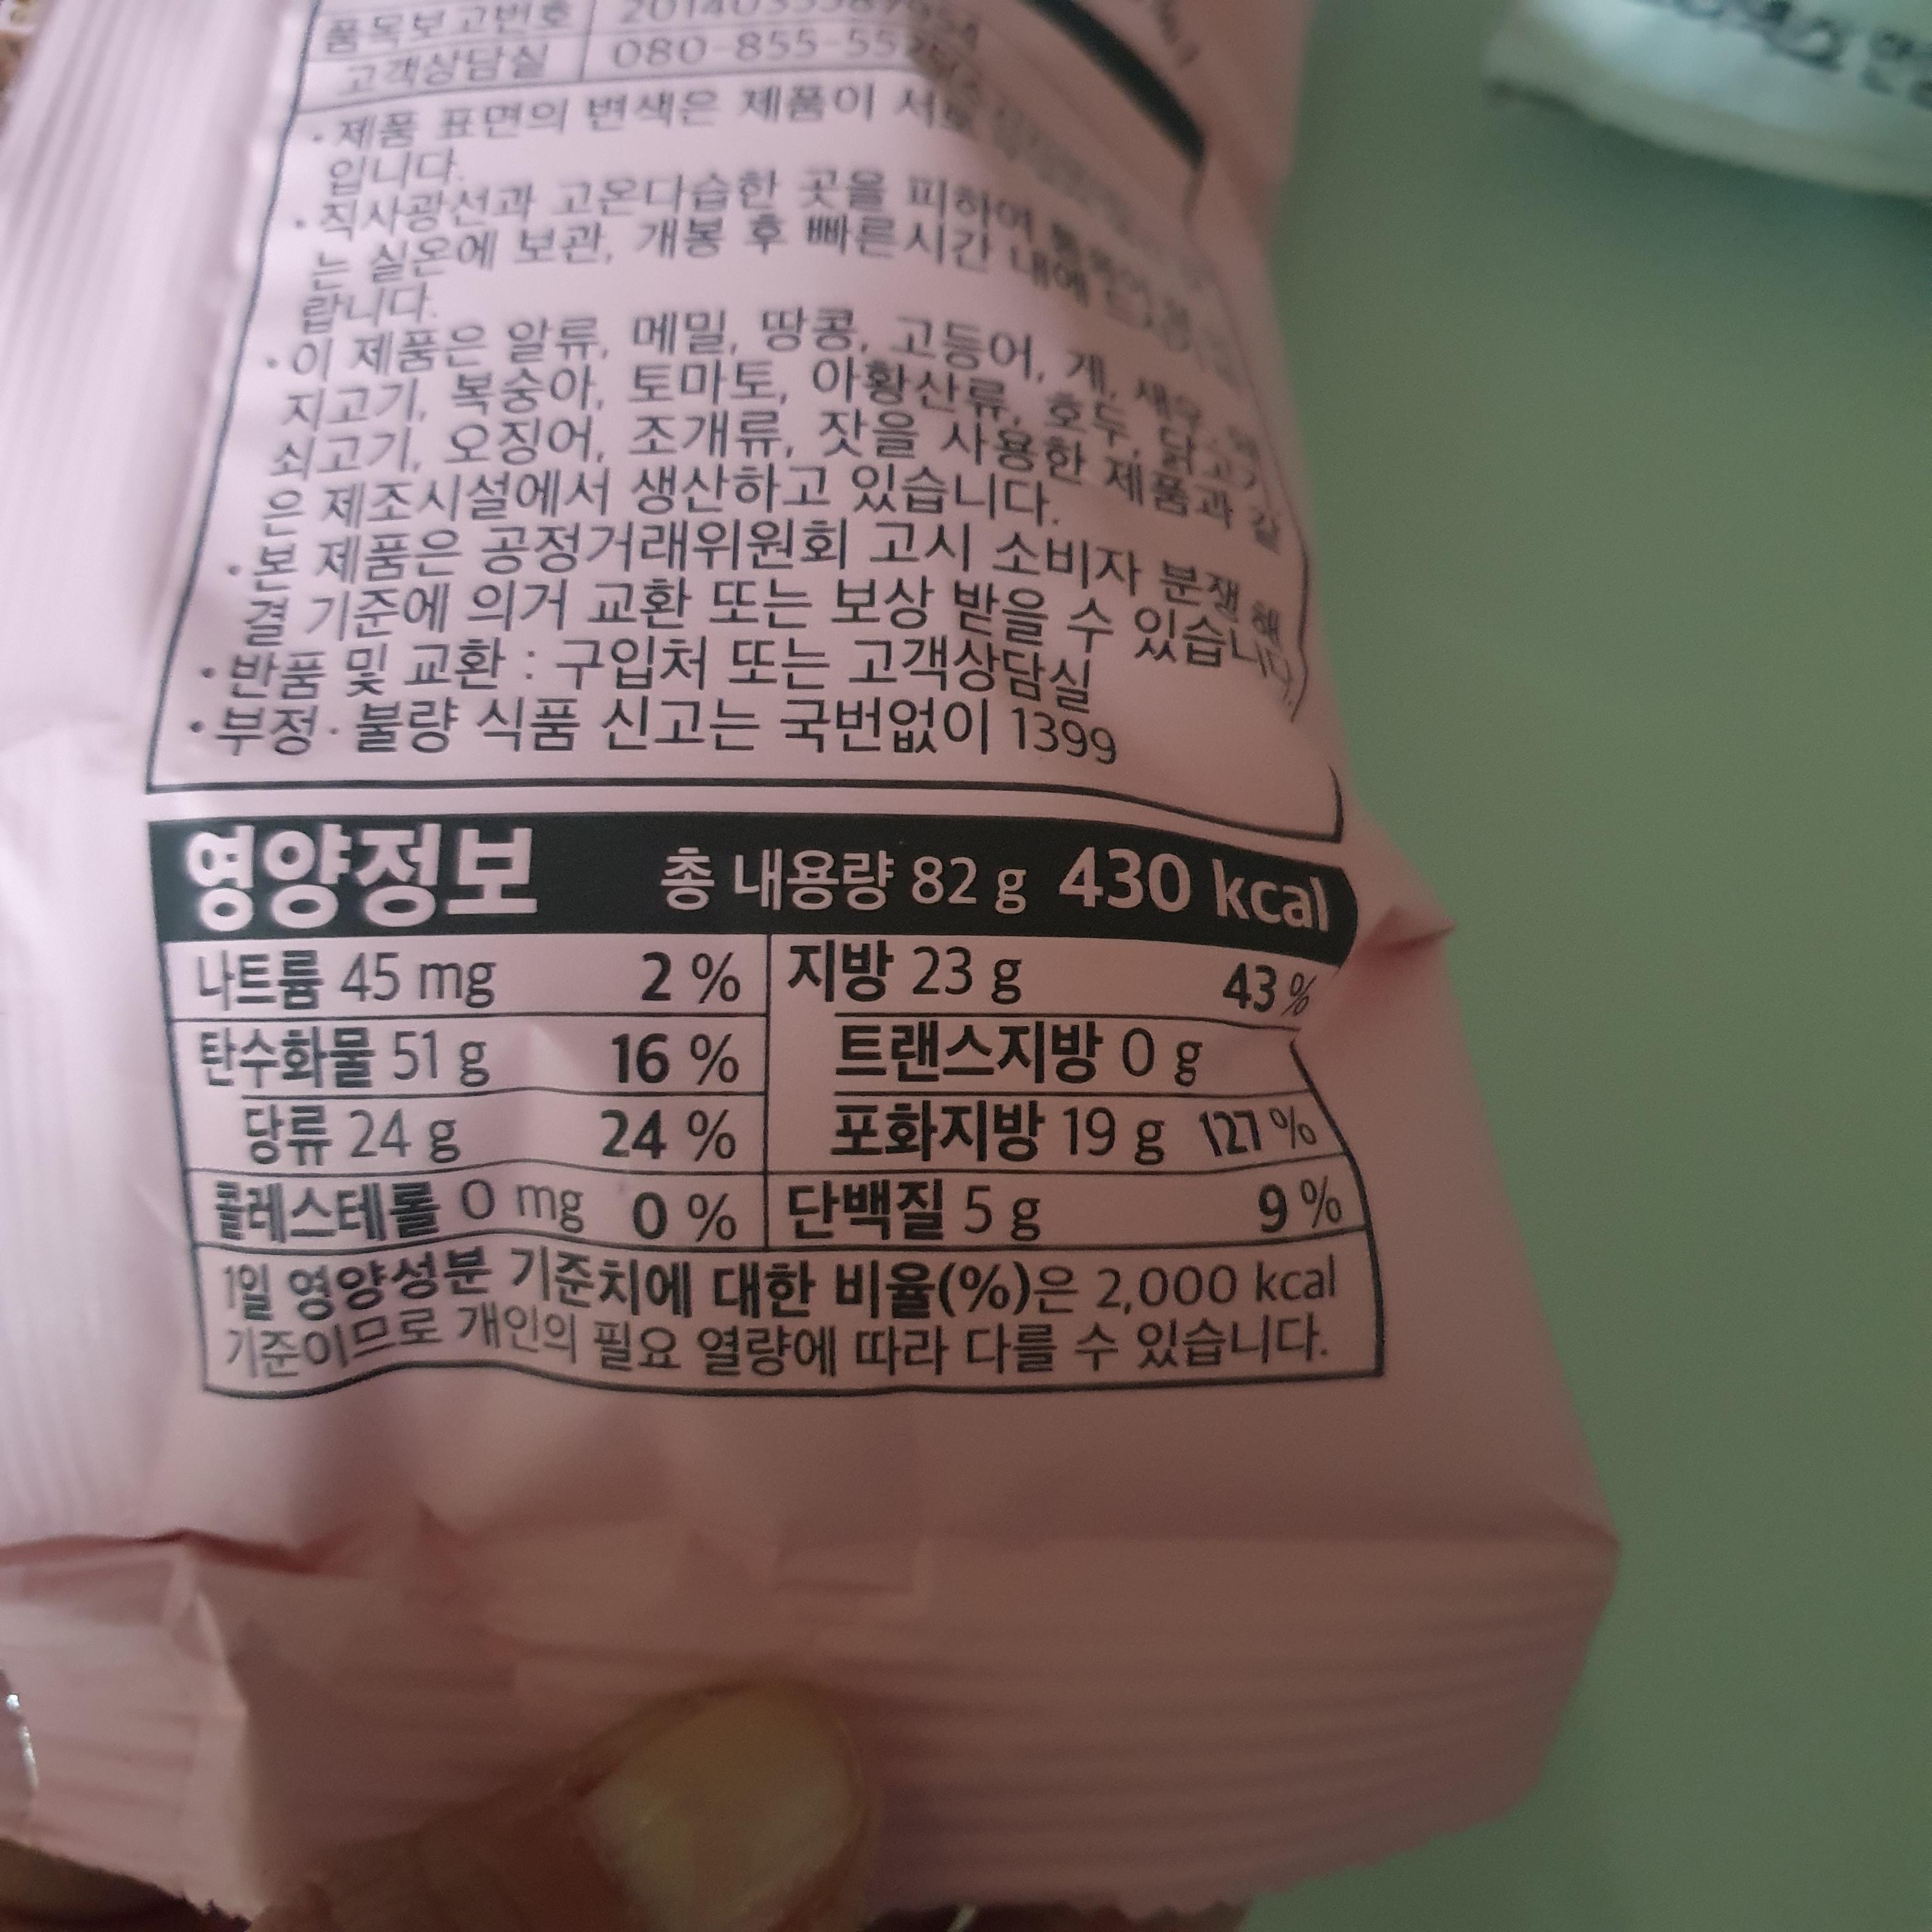 품목보고번호
고객상담실 080-855-55
· 제품 표면의 변색은 제품이 서로
입니다.
· 직사광선과 고온다습한 곳을 피하여
는 실온에 보관, 개봉 후 빠른시간 내에
랍니다.
· 이 제품은 알류, 메밀, 땅콩, 고등어, 게, 새우, 돼
지고기, 복숭아, 토마토, 아황산류, 호두, 닭고기,
쇠고기, 오징어, 조개류, 잣을 사용한 제품과 같
은 제조시설에서 생산하고 있습니다.
· 본 제품은 공정거래위원회 고시 소비자 분쟁 해
결 기준에 의거 교환 또는 보상 받을 수 있습니다.
· 반품 및 교환 : 구입처 또는 고객상담실
· 부정·불량 식품 신고는 국번없이 1399
영양정보 총 내용량 82 g 430 kcal
나트륨 45 mg 2 % 지방 23 g 43 %
탄수화물 51 g 16 % 트랜스지방 0 g
당류 24 g 24 % 포화지방 19 g 127 %
콜레스테롤 0 mg 0 % 단백질 5 g 9 %
1일 영양성분 기준치에 대한 비율(%)은 2,000 kcal
기준이므로 개인의 필요 열량에 따라 다를 수 있습니다.